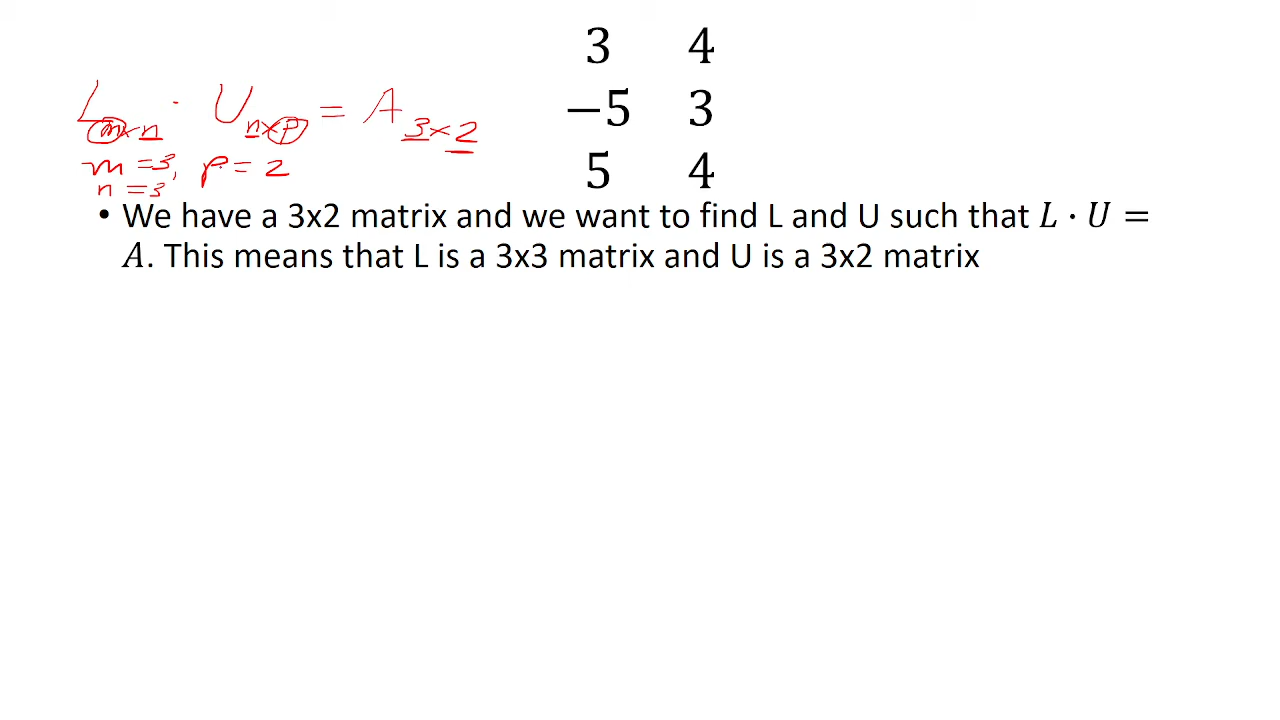 3 4
−5 3
5 4
L m×n · U n×p = A 3×2
m = 3, p = 2
n = 3
• We have a 3x2 matrix and we want to find L and U such that L · U =
A. This means that L is a 3x3 matrix and U is a 3x2 matrix